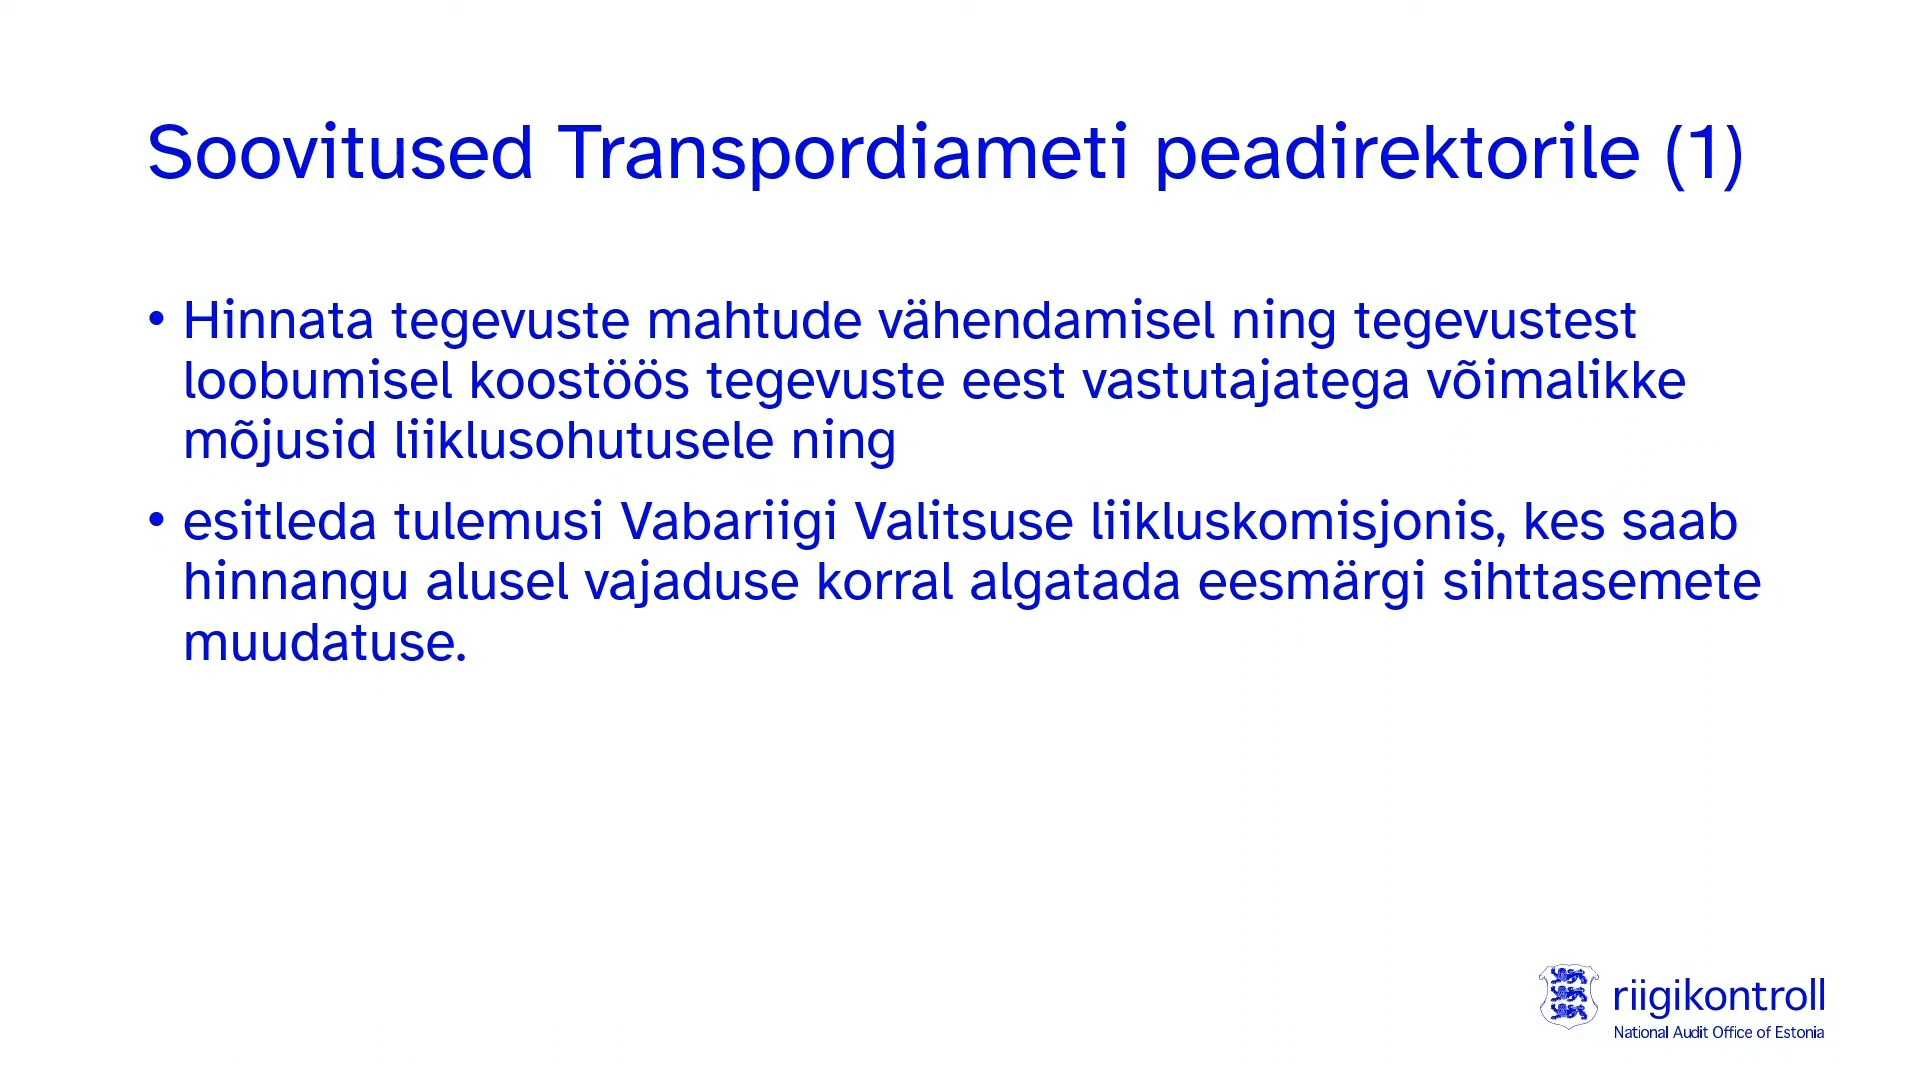 Soovitused Transpordiameti peadirektorile (1)
• Hinnata tegevuste mahtude vähendamisel ning tegevustest
loobumisel koostöös tegevuste eest vastutajatega võimalikke
mõjusid liiklusohutusele ning
• esitleda tulemusi Vabariigi Valitsuse liikluskomisjonis, kes saab
hinnangu alusel vajaduse korral algatada eesmärgi sihttasemete
muudatuse.
riigikontroll
National Audit Office of Estonia